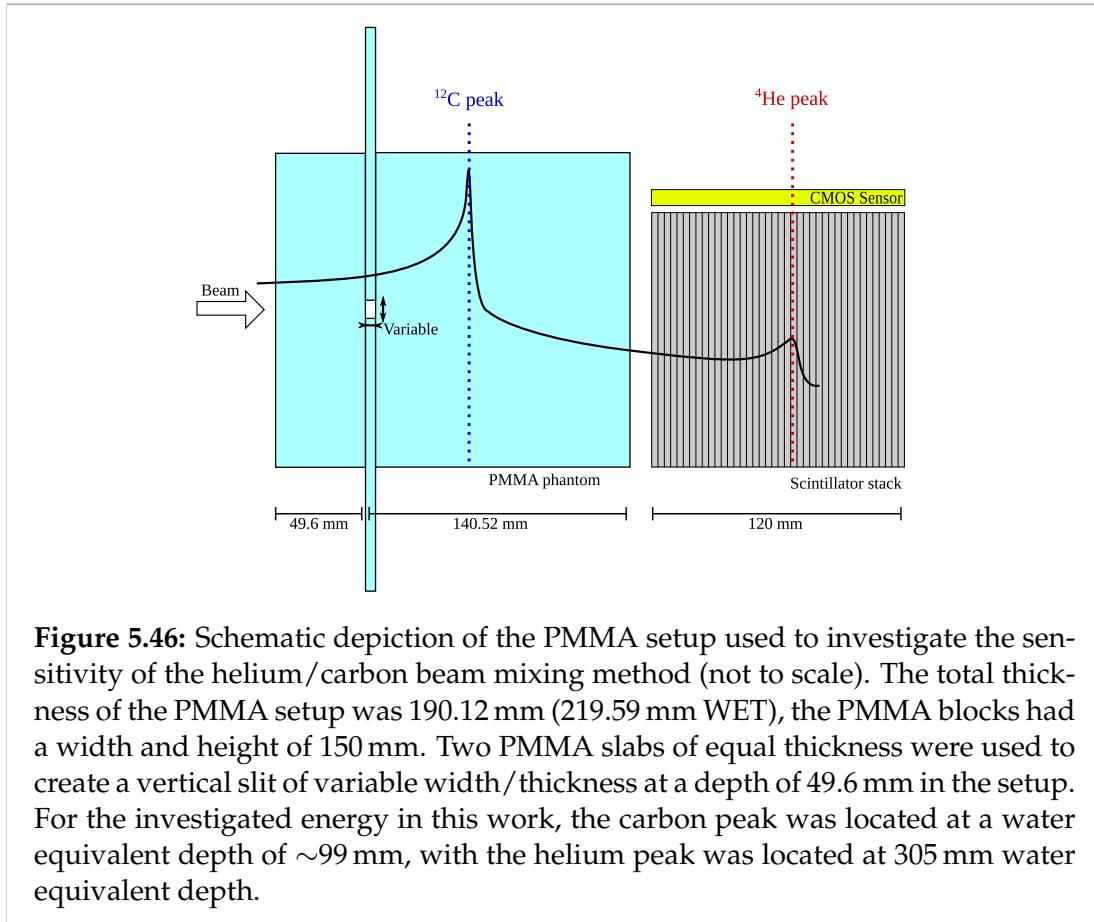 ¹²C peak
⁴He peak
CMOS Sensor
Beam
Variable
PMMA phantom
Scintillator stack
49.6 mm
140.52 mm
120 mm
Figure 5.46: Schematic depiction of the PMMA setup used to investigate the sen-
sitivity of the helium/carbon beam mixing method (not to scale). The total thick-
ness of the PMMA setup was 190.12 mm (219.59 mm WET), the PMMA blocks had
a width and height of 150 mm. Two PMMA slabs of equal thickness were used to
create a vertical slit of variable width/thickness at a depth of 49.6 mm in the setup.
For the investigated energy in this work, the carbon peak was located at a water
equivalent depth of ∼99 mm, with the helium peak was located at 305 mm water
equivalent depth.